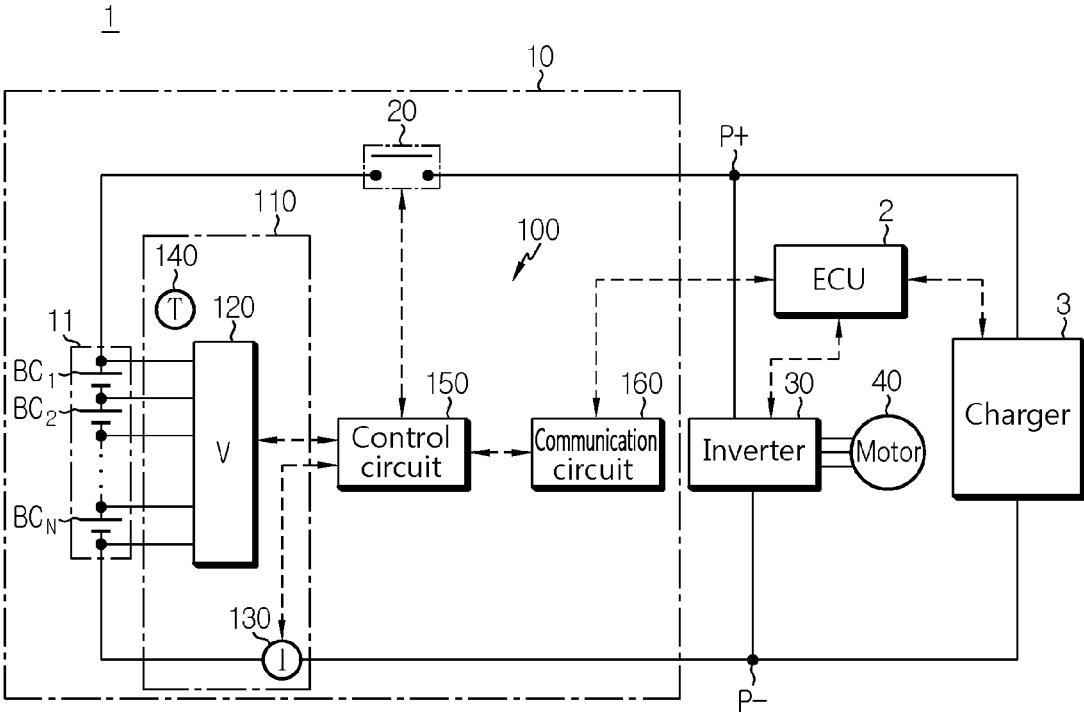 1
10
20
P+
110
100
2
140
ECU
T
120
3
11
BC1
150
160
30
40
BC2
Control
circuit
Communication
circuit
Inverter
Motor
Charger
V
BCN
130
I
P-